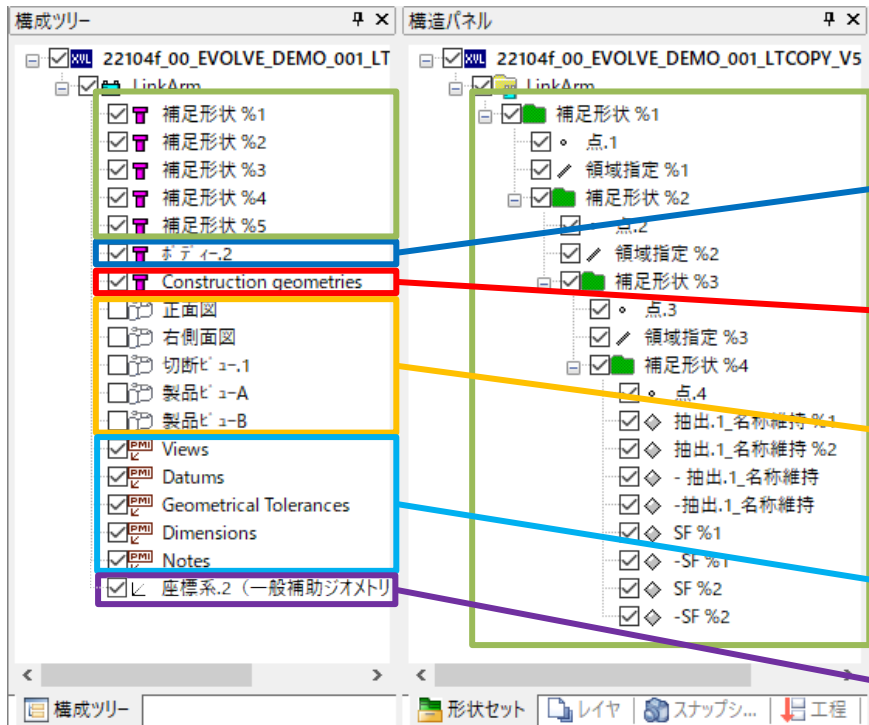 構成ツリー
XVL 22104f_00_EVOLVE_DEMO_001_LT
LinkArm
補足形状 %1
補足形状 %2
補足形状 %3
補足形状 %4
補足形状 %5
ボディー.2
Construction geometries
正面図
右側面図
切断ビュー.1
製品ビューA
製品ビューB
PMI Views
PMI Datums
PMI Geometrical Tolerances
PMI Dimensions
PMI Notes
座標系.2（一般補助ジオメトリ
構成ツリー
構造パネル
XVL 22104f_00_EVOLVE_DEMO_001_LTCOPY_V5
LinkArm
補足形状 %1
点.1
領域指定 %1
補足形状 %2
点.2
領域指定 %2
補足形状 %3
点.3
領域指定 %3
補足形状 %4
点.4
抽出.1_名称維持 %1
抽出.1_名称維持 %2
- 抽出.1_名称維持
-抽出.1_名称維持
SF %1
-SF %1
SF %2
-SF %2
形状セット レイヤ スナップシ... 工程